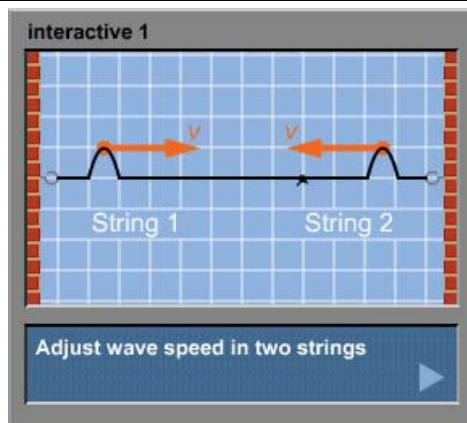 interactive 1
v v
String 1 String 2
Adjust wave speed in two strings